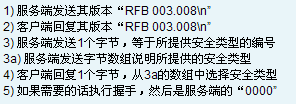 1) 服务端发送其版本“RFB 003.008\n”
2) 客户端回复其版本“RFB 003.008\n”
3) 服务端发送1个字节，等于所提供安全类型的编号
3a) 服务端发送字节数组说明所提供的安全类型
4) 客户端回复1个字节，从3a的数组中选择安全类型
5) 如果需要的话执行握手，然后是服务端的“0000”